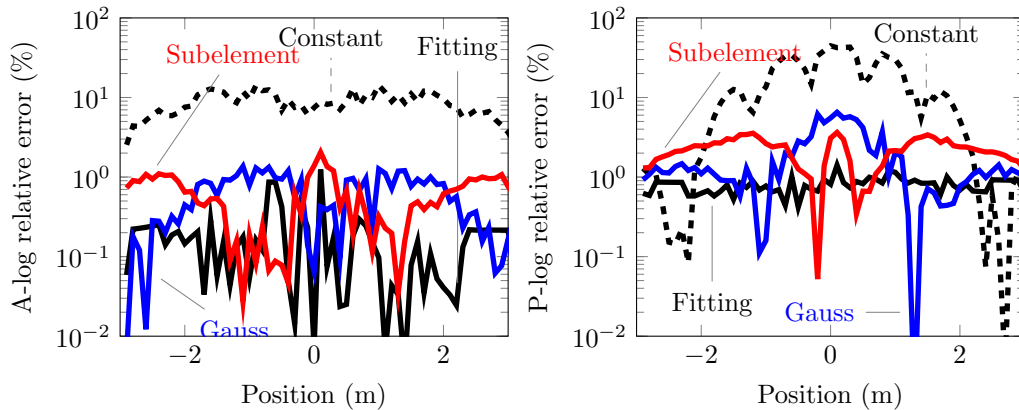 A-log relative error (%)
10^2
10^1
10^0
10^−1
10^−2
−2
0
2
Position (m)
Subelement
Constant
Fitting
Gauss
P-log relative error (%)
10^2
10^1
10^0
10^−1
10^−2
−2
0
2
Position (m)
Subelement
Constant
Fitting
Gauss